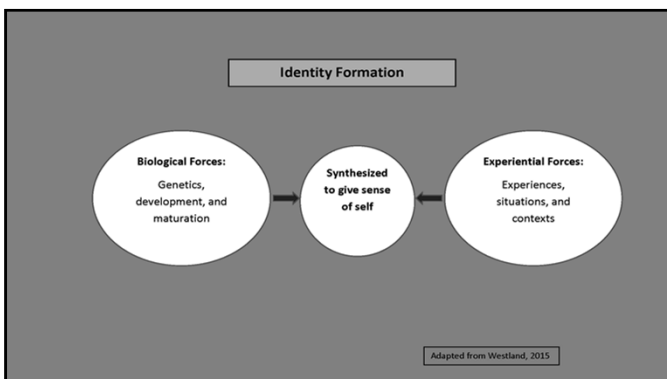 Identity Formation
Biological Forces:
Genetics,
development, and
maturation
Synthesized
to give sense
of self
Experiential Forces:
Experiences,
situations, and
contexts
Adapted from Westland, 2015